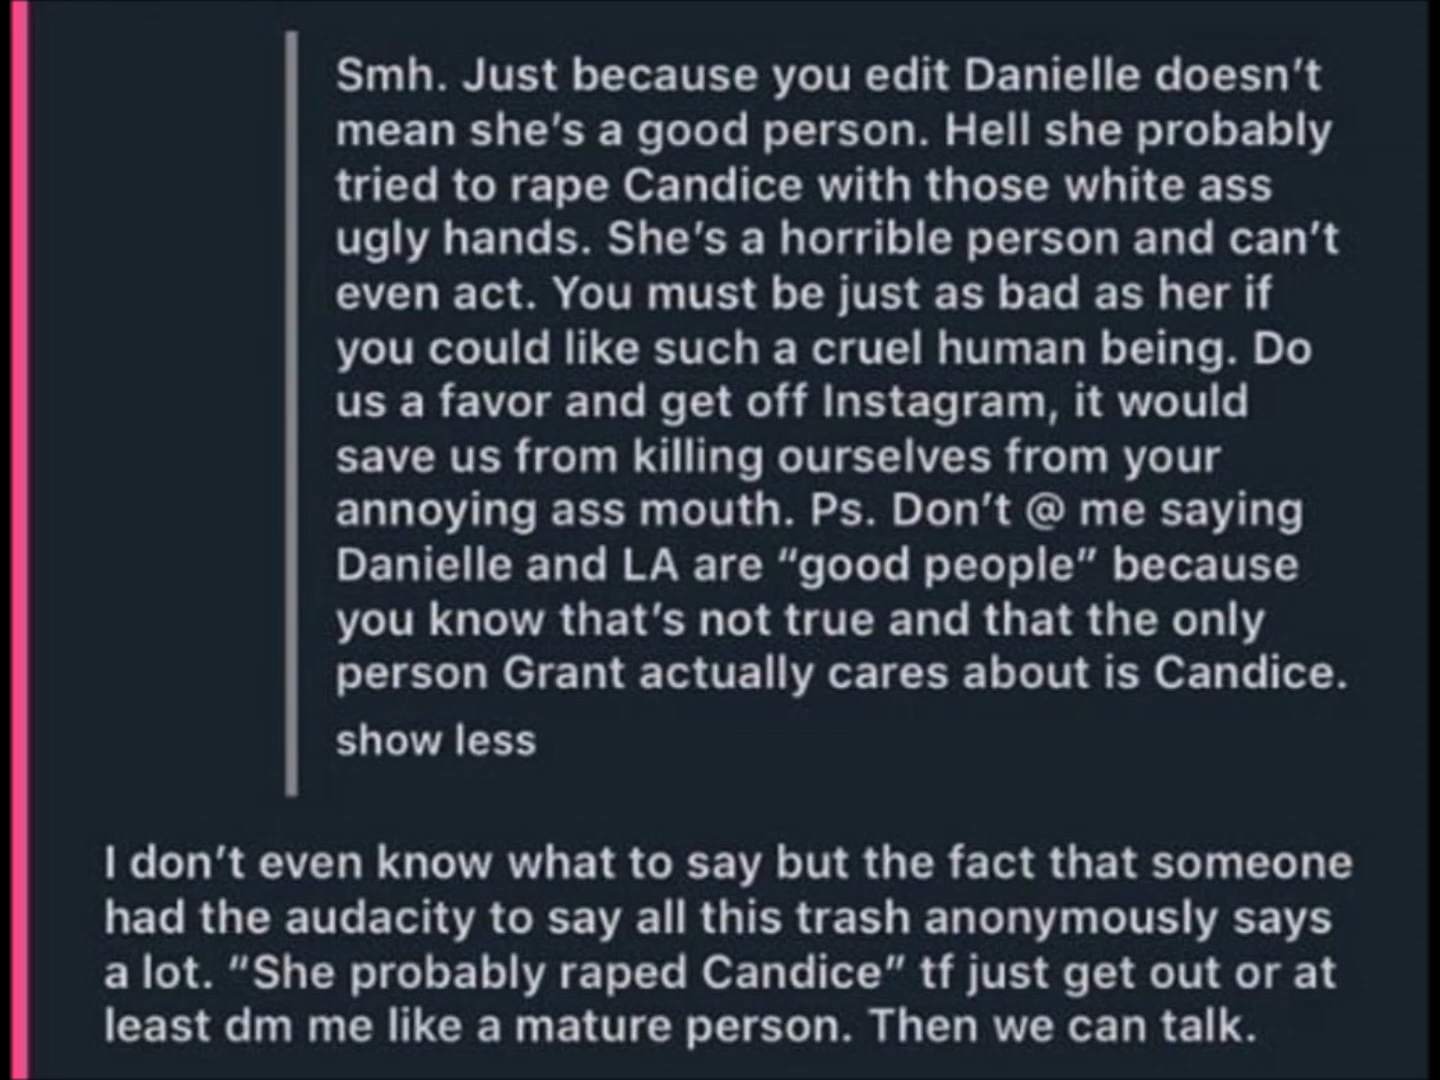 Smh. Just because you edit Danielle doesn't
mean she's a good person. Hell she probably
tried to rape Candice with those white ass
ugly hands. She's a horrible person and can't
even act. You must be just as bad as her if
you could like such a cruel human being. Do
us a favor and get off Instagram, it would
save us from killing ourselves from your
annoying ass mouth. Ps. Don't @ me saying
Danielle and LA are “good people” because
you know that's not true and that the only
person Grant actually cares about is Candice.
show less
I don't even know what to say but the fact that someone
had the audacity to say all this trash anonymously says
a lot. “She probably raped Candice” tf just get out or at
least dm me like a mature person. Then we can talk.